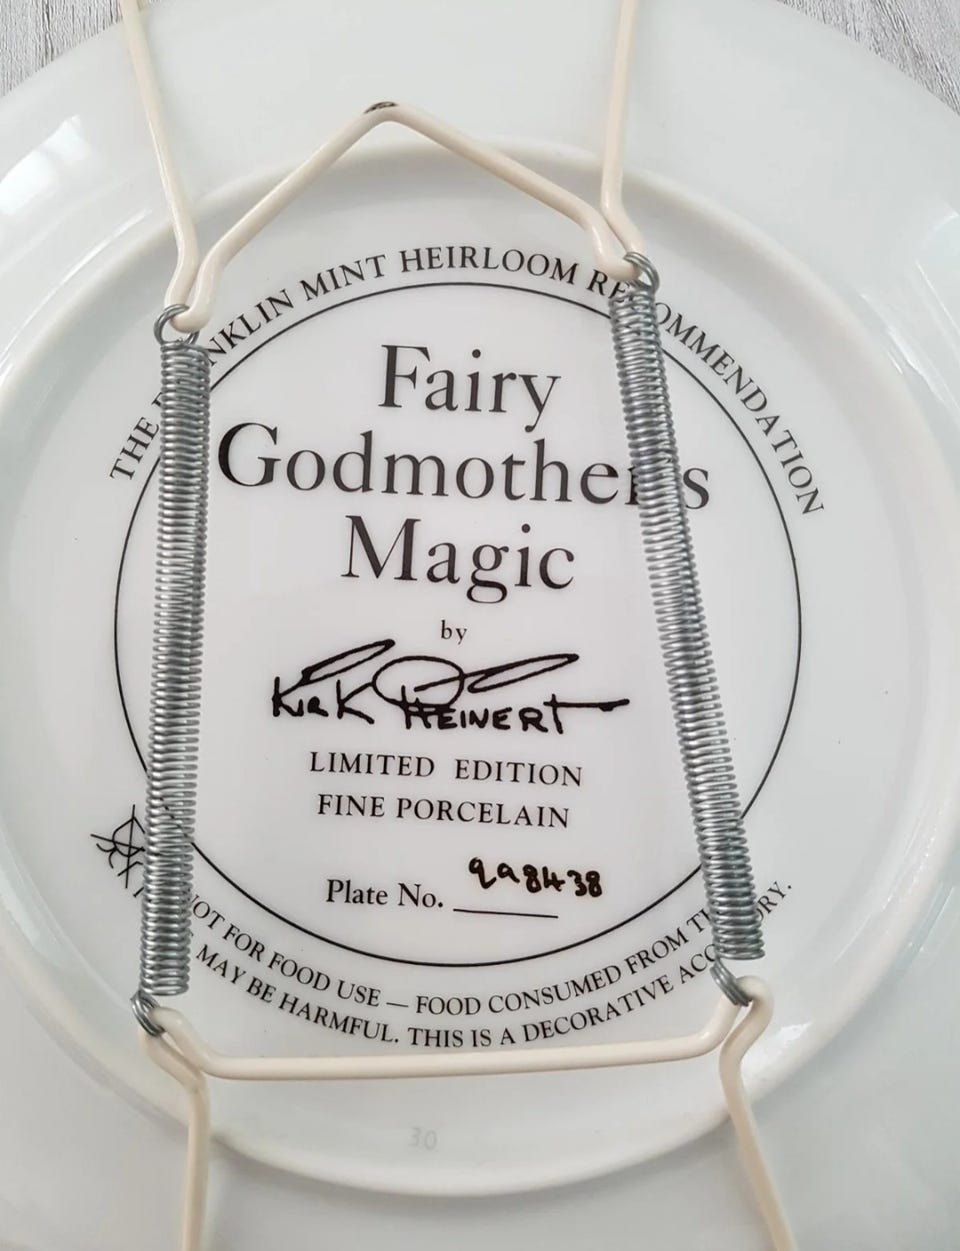 THE FRANKLIN MINT HEIRLOOM RECOMMENDATION
Fairy
Godmother's
Magic
by
KIRK REINERT
LIMITED EDITION
FINE PORCELAIN
Plate No. 9A8438
NOT FOR FOOD USE — FOOD CONSUMED FROM THIS
MAY BE HARMFUL. THIS IS A DECORATIVE ACCESSORY.
30